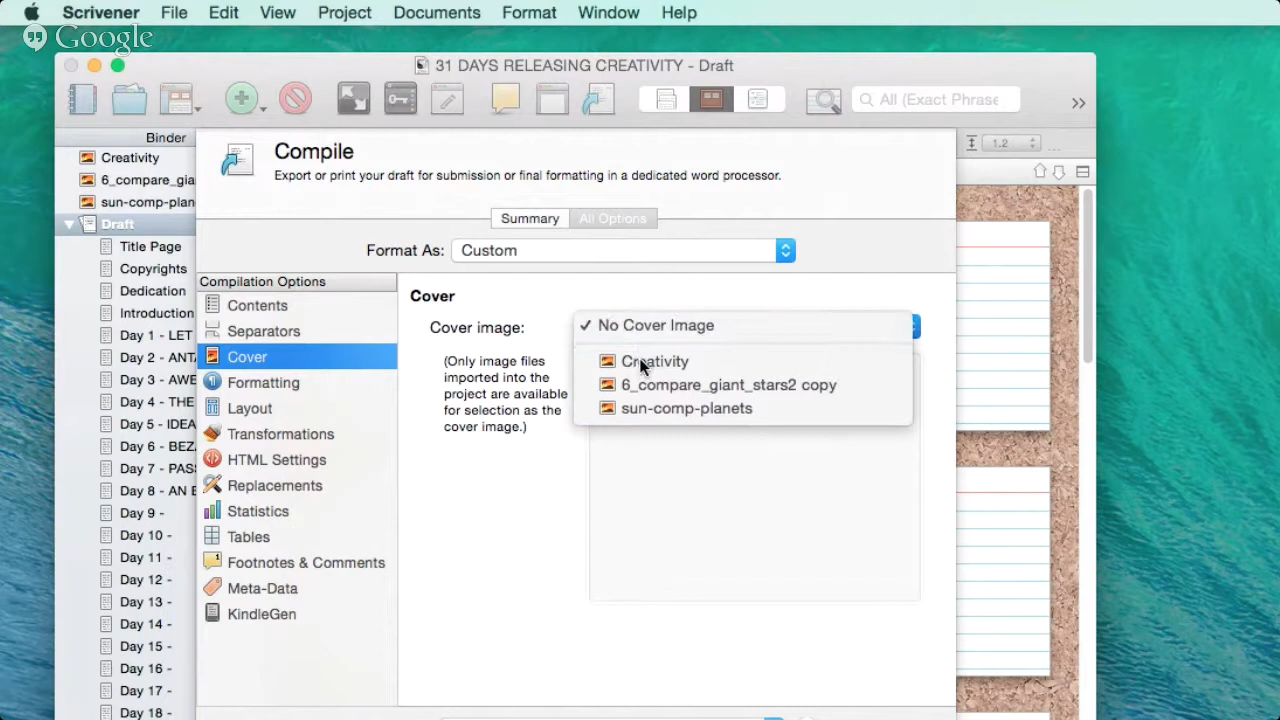 Scrivener File Edit View Project Documents Format Window Help
Google
31 DAYS RELEASING CREATIVITY - Draft
All (Exact Phrase
Binder
Creativity
6_compare_gia
sun-comp-plan
Draft
Title Page
Copyrights
Dedication
Introduction
Day 1 - LET
Day 2 - ANTA
Day 3 - AWE
Day 4 - THE
Day 5 - IDEA
Day 6 - BEZ
Day 7 - PAS
Day 8 - AN E
Day 9 -
Day 10 -
Day 11 -
Day 12 -
Day 13 -
Day 14 -
Day 15 -
Day 16 -
Day 17 -
Day 18 -
Compile
Export or print your draft for submission or final formatting in a dedicated word processor.
Summary All Options
Format As: Custom
Compilation Options
Contents
Separators
Cover
Formatting
Layout
Transformations
HTML Settings
Replacements
Statistics
Tables
Footnotes & Comments
Meta-Data
KindleGen
Cover
Cover image:
(Only image files
imported into the
project are available
for selection as the
cover image.)
✓ No Cover Image
Creativity
6_compare_giant_stars2 copy
sun-comp-planets
1.2